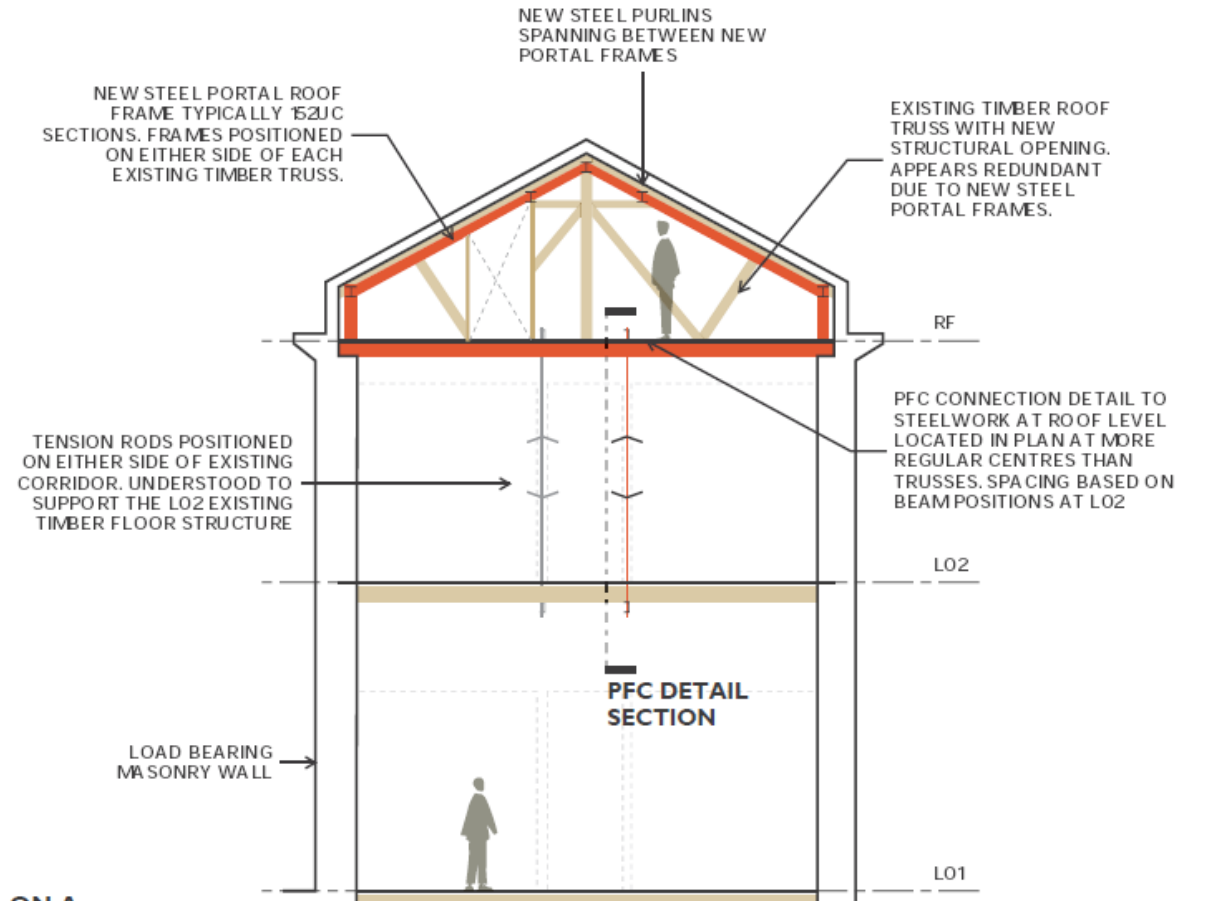 NEW STEEL PURLINS
SPANNING BETWEEN NEW
PORTAL FRAMES
NEW STEEL PORTAL ROOF
FRAME TYPICALLY 152UC
SECTIONS. FRAMES POSITIONED
ON EITHER SIDE OF EACH
EXISTING TIMBER TRUSS.
EXISTING TIMBER ROOF
TRUSS WITH NEW
STRUCTURAL OPENING.
APPEARS REDUNDANT
DUE TO NEW STEEL
PORTAL FRAMES.
RF
PFC CONNECTION DETAIL TO
STEELWORK AT ROOF LEVEL
LOCATED IN PLAN AT MORE
REGULAR CENTRES THAN
TRUSSES. SPACING BASED ON
BEAM POSITIONS AT L02
TENSION RODS POSITIONED
ON EITHER SIDE OF EXISTING
CORRIDOR. UNDERSTOOD TO
SUPPORT THE L02 EXISTING
TIMBER FLOOR STRUCTURE
L02
PFC DETAIL
SECTION
LOAD BEARING
MASONRY WALL
L01